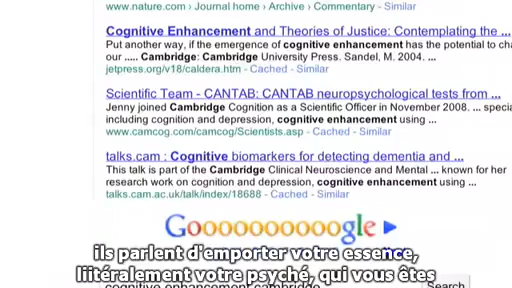 www.nature.com › Journal home › Archive › Commentary - Similar
Cognitive Enhancement and Theories of Justice: Contemplating the ...
Put another way, if the emergence of cognitive enhancement has the potential to cha
our ..... Cambridge: Cambridge University Press. Sandel, M. 2004. ...
jetpress.org/v18/caldera.htm - Cached - Similar
Scientific Team - CANTAB: CANTAB neuropsychological tests from ...
Jenny joined Cambridge Cognition as a Scientific Officer in November 2008. ... specia
including cognition and depression, cognitive enhancement using ...
www.camcog.com/camcog/Scientists.asp - Cached - Similar
talks.cam : Cognitive biomarkers for detecting dementia and ...
This talk is part of the Cambridge Clinical Neuroscience and Mental ... known for her
research work on cognition and depression, cognitive enhancement using ...
talks.cam.ac.uk/talk/index/18688 - Cached - Similar
Goooooooooogle
ils parlent d'emporter votre essence,
liitéralement votre psyché, qui vous êtes
cognitive enhancement cambridge
Search